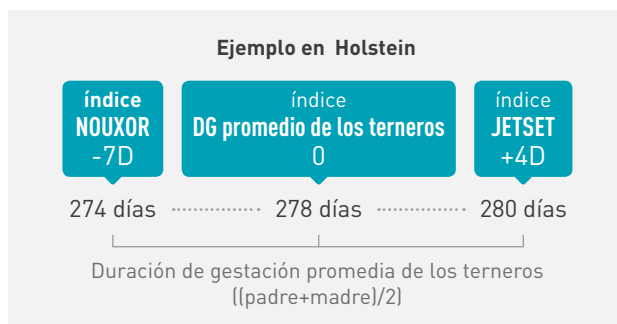 Ejemplo en Holstein
índice
NOUXOR
-7D
índice
DG promedio de los terneros
0
índice
JETSET
+4D
274 días
278 días
280 días
Duración de gestación promedia de los terneros
((padre+madre)/2)